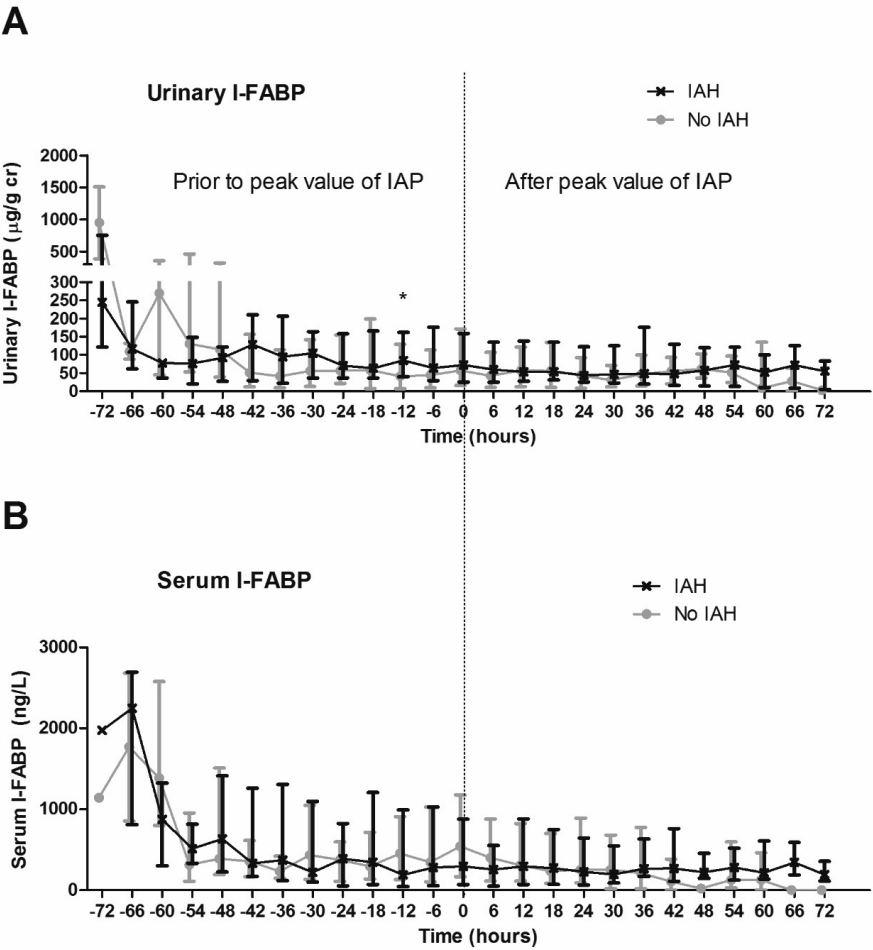 A
Urinary I-FABP
IAH
No IAH
Prior to peak value of IAP
After peak value of IAP
Urinary I-FABP (µg/g cr)
2000
1500
1000
500
300
250
200
150
100
50
0
*
-72 -66 -60 -54 -48 -42 -36 -30 -24 -18 -12 -6 0 6 12 18 24 30 36 42 48 54 60 66 72
Time (hours)
B
Serum I-FABP
IAH
No IAH
Serum I-FABP (ng/L)
3000
2000
1000
0
-72 -66 -60 -54 -48 -42 -36 -30 -24 -18 -12 -6 0 6 12 18 24 30 36 42 48 54 60 66 72
Time (hours)